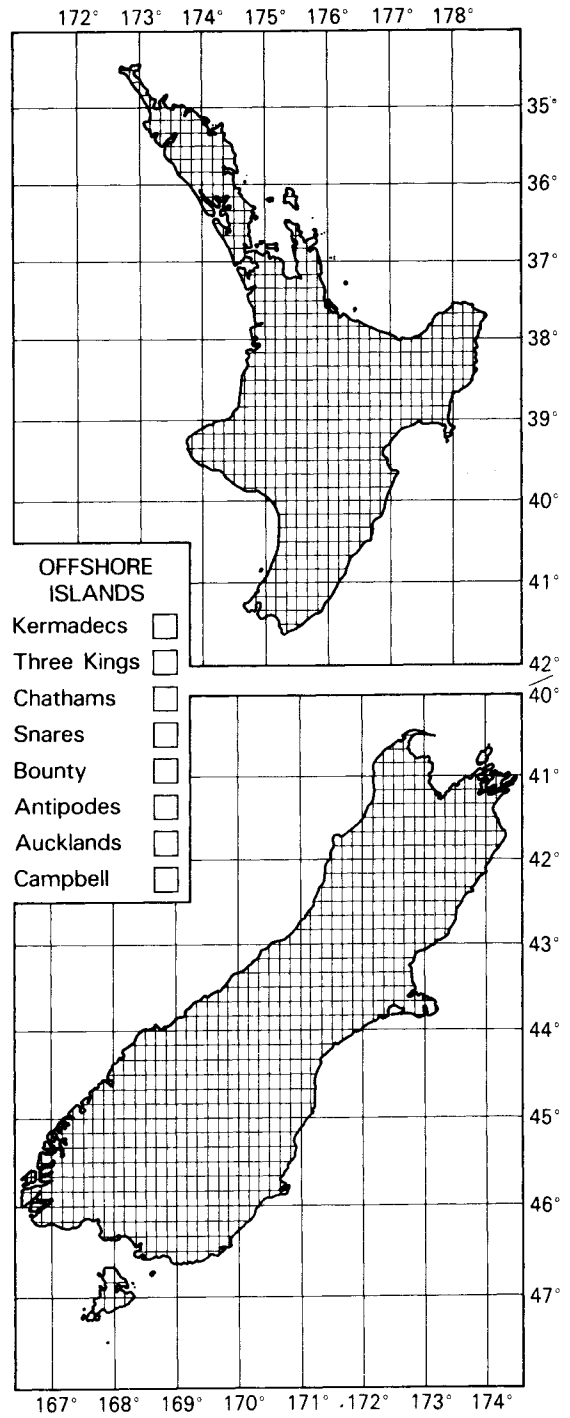 172° 173° 174° 175° 176° 177° 178°
35°
36°
37°
38°
39°
40°
41°
42°
OFFSHORE
ISLANDS
Kermadecs
Three Kings
Chathams
Snares
Bounty
Antipodes
Aucklands
Campbell
40°
41°
42°
43°
44°
45°
46°
47°
167° 168° 169° 170° 171° 172° 173° 174°